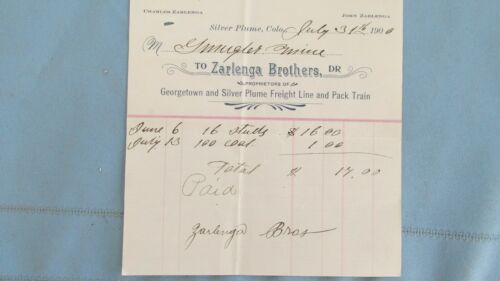 CHARLES ZARLENGA JOHN ZARLENGA
Silver Plume, Colo. July 31st 1900
M Smugler Mine
TO Zarlenga Brothers, DR
PROPRIETORS OF
Georgetown and Silver Plume Freight Line and Pack Train
June 6 16 Stulls $ 16 00
July 13 100 Coal 1 00
Total $ 17.00
Paid
Zarlenga Bros